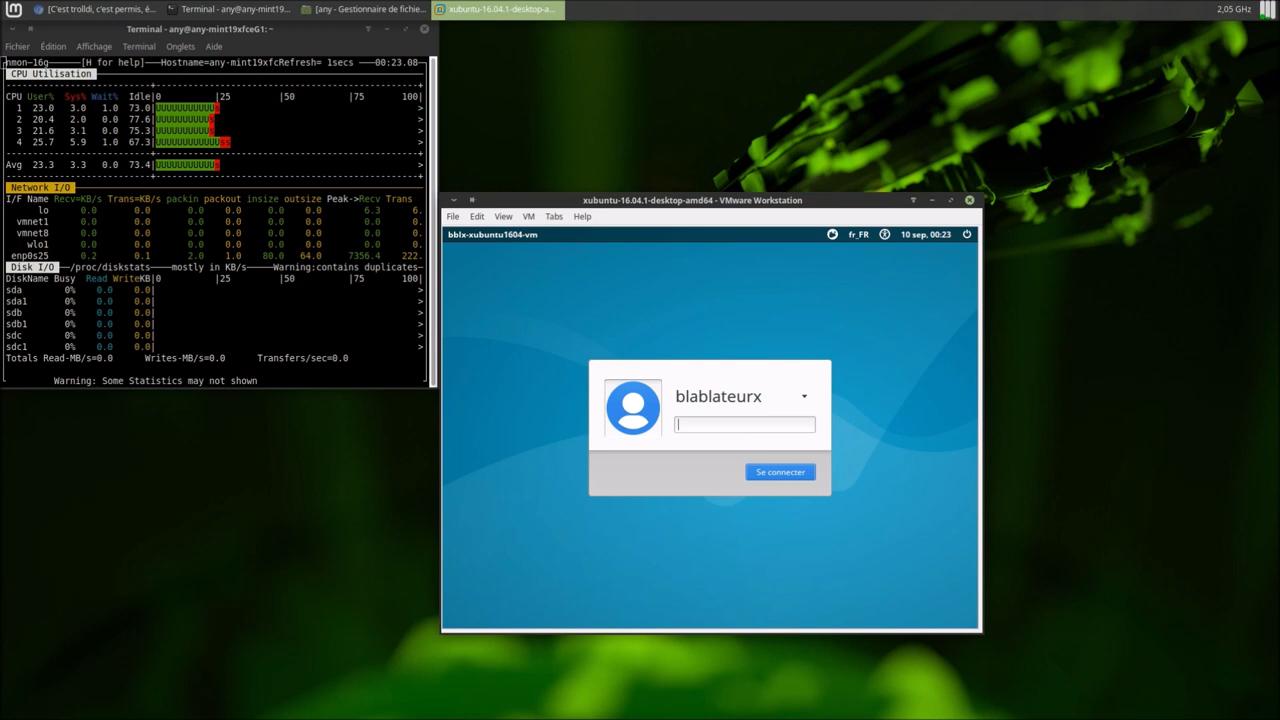 [C'est trolldi, c'est permis, é...
Terminal - any@any-mint19...
[any - Gestionnaire de fichie...
xubuntu-16.04.1-desktop-a...
2,05 GHz
Terminal - any@any-mint19xfceG1: ~
Fichier Édition Affichage Terminal Onglets Aide
nmon-16g [H for help] Hostname=any-mint19xfcRefresh= 1secs 00:23.08
CPU Utilisation
CPU User% Sys% Wait% Idle|0 |25 |50 |75 100|
1 23.0 3.0 1.0 73.0|UUUUUUUUUUUs >
2 20.4 2.0 0.0 77.6|UUUUUUUUUUs >
3 21.6 3.1 0.0 75.3|UUUUUUUUUUs >
4 25.7 5.9 1.0 67.3|UUUUUUUUUUUUss >
Avg 23.3 3.3 0.0 73.4|UUUUUUUUUUUs >
Network I/O
I/F Name Recv=KB/s Trans=KB/s packin packout insize outsize Peak->Recv Trans
lo 0.0 0.0 0.0 0.0 0.0 0.0 6.3 6.
vmnet1 0.0 0.0 0.0 0.0 0.0 0.0 0.0 0.
vmnet8 0.0 0.0 0.0 0.0 0.0 0.0 0.0 0.
wlo1 0.0 0.0 0.0 0.0 0.0 0.0 0.0 0.
enp0s25 0.2 0.1 2.0 1.0 80.0 64.0 7356.4 222.
Disk I/O /proc/diskstats mostly in KB/s Warning:contains duplicates
DiskName Busy Read WriteKB|0 |25 |50 |75 100|
sda 0% 0.0 0.0| >
sda1 0% 0.0 0.0| >
sdb 0% 0.0 0.0| >
sdb1 0% 0.0 0.0| >
sdc 0% 0.0 0.0| >
sdc1 0% 0.0 0.0| >
Totals Read-MB/s=0.0 Writes-MB/s=0.0 Transfers/sec=0.0
Warning: Some Statistics may not shown
xubuntu-16.04.1-desktop-amd64 - VMware Workstation
File Edit View VM Tabs Help
bblx-xubuntu1604-vm
fr_FR
10 sep, 00:23
blablateurx
Se connecter